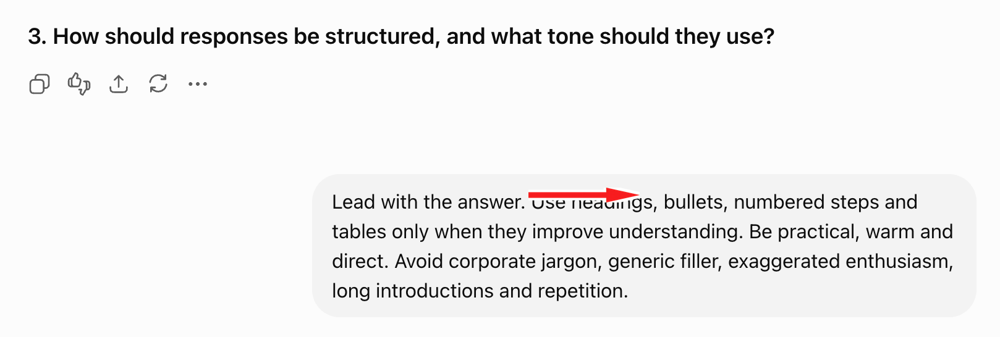 3. How should responses be structured, and what tone should they use?
Lead with the answer. Use headings, bullets, numbered steps and
tables only when they improve understanding. Be practical, warm and
direct. Avoid corporate jargon, generic filler, exaggerated enthusiasm,
long introductions and repetition.